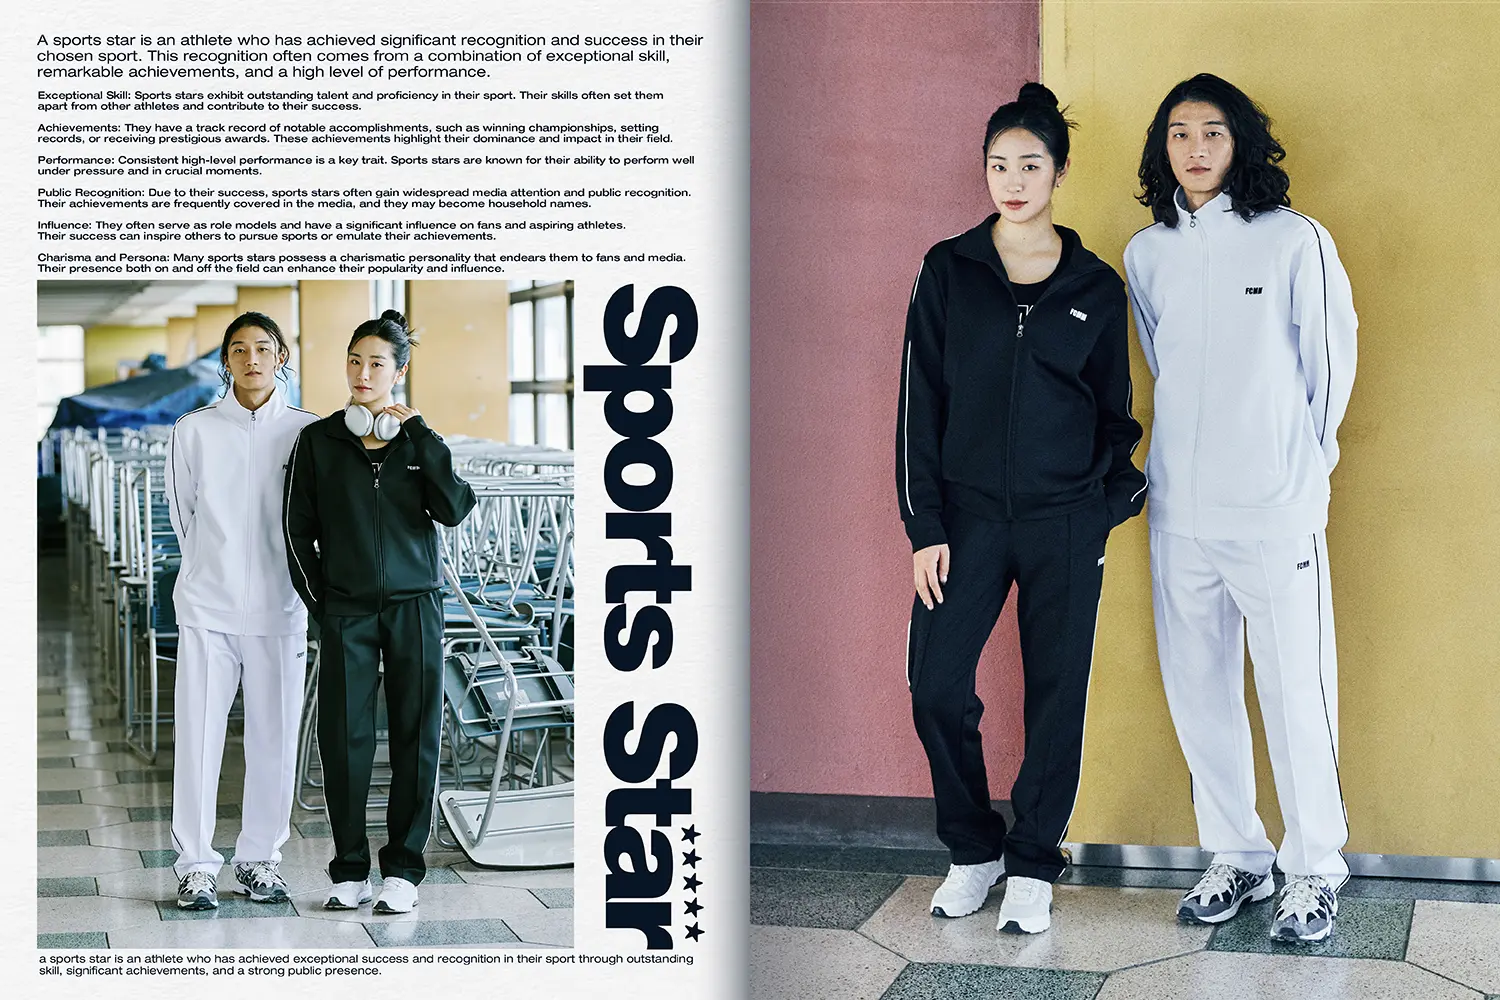 A sports star is an athlete who has achieved significant recognition and success in their
chosen sport. This recognition often comes from a combination of exceptional skill,
remarkable achievements, and a high level of performance.
Exceptional Skill: Sports stars exhibit outstanding talent and proficiency in their sport. Their skills often set them
apart from other athletes and contribute to their success.
Achievements: They have a track record of notable accomplishments, such as winning championships, setting
records, or receiving prestigious awards. These achievements highlight their dominance and impact in their field.
Performance: Consistent high-level performance is a key trait. Sports stars are known for their ability to perform well
under pressure and in crucial moments.
Public Recognition: Due to their success, sports stars often gain widespread media attention and public recognition.
Their achievements are frequently covered in the media, and they may become household names.
Influence: They often serve as role models and have a significant influence on fans and aspiring athletes.
Their success can inspire others to pursue sports or emulate their achievements.
Charisma and Persona: Many sports stars possess a charismatic personality that endears them to fans and media.
Their presence both on and off the field can enhance their popularity and influence.
Sports Star
FCMM
a sports star is an athlete who has achieved exceptional success and recognition in their sport through outstanding
skill, significant achievements, and a strong public presence.
FCMM
FCMM
FCMM